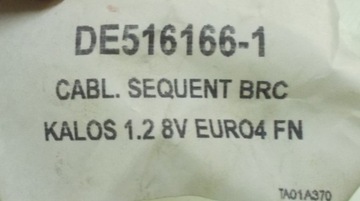 DE516166-1
CABL. SEQUENT BRC
KALOS 1.2 8V EURO4 FN
TA01A370